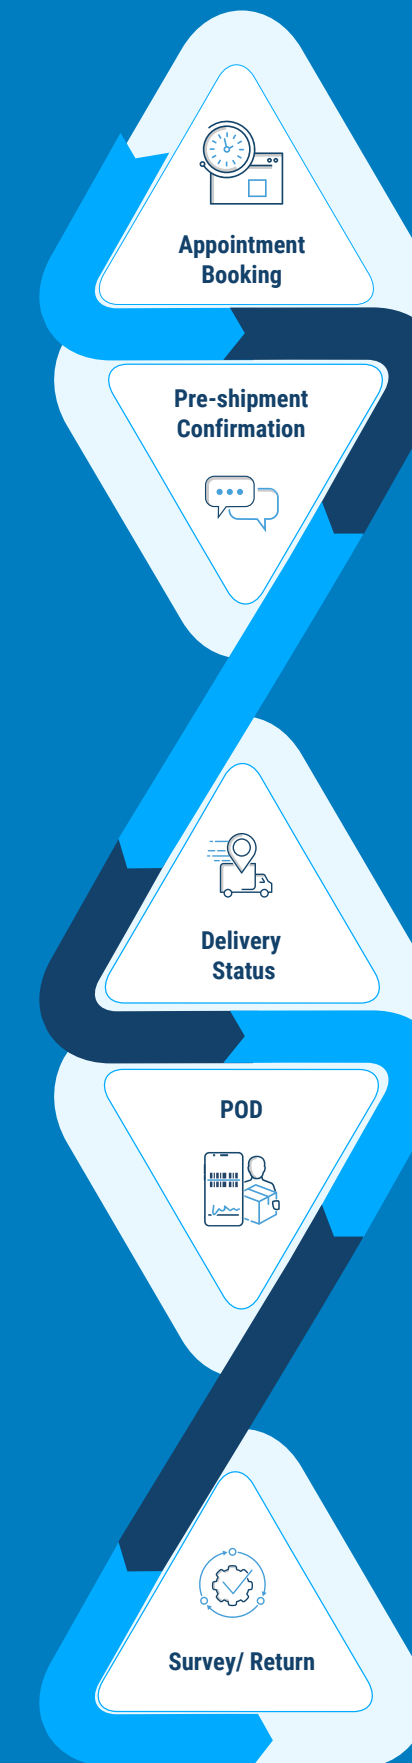 Appointment
Booking
Pre-shipment
Confirmation
Delivery
Status
POD
Survey/ Return